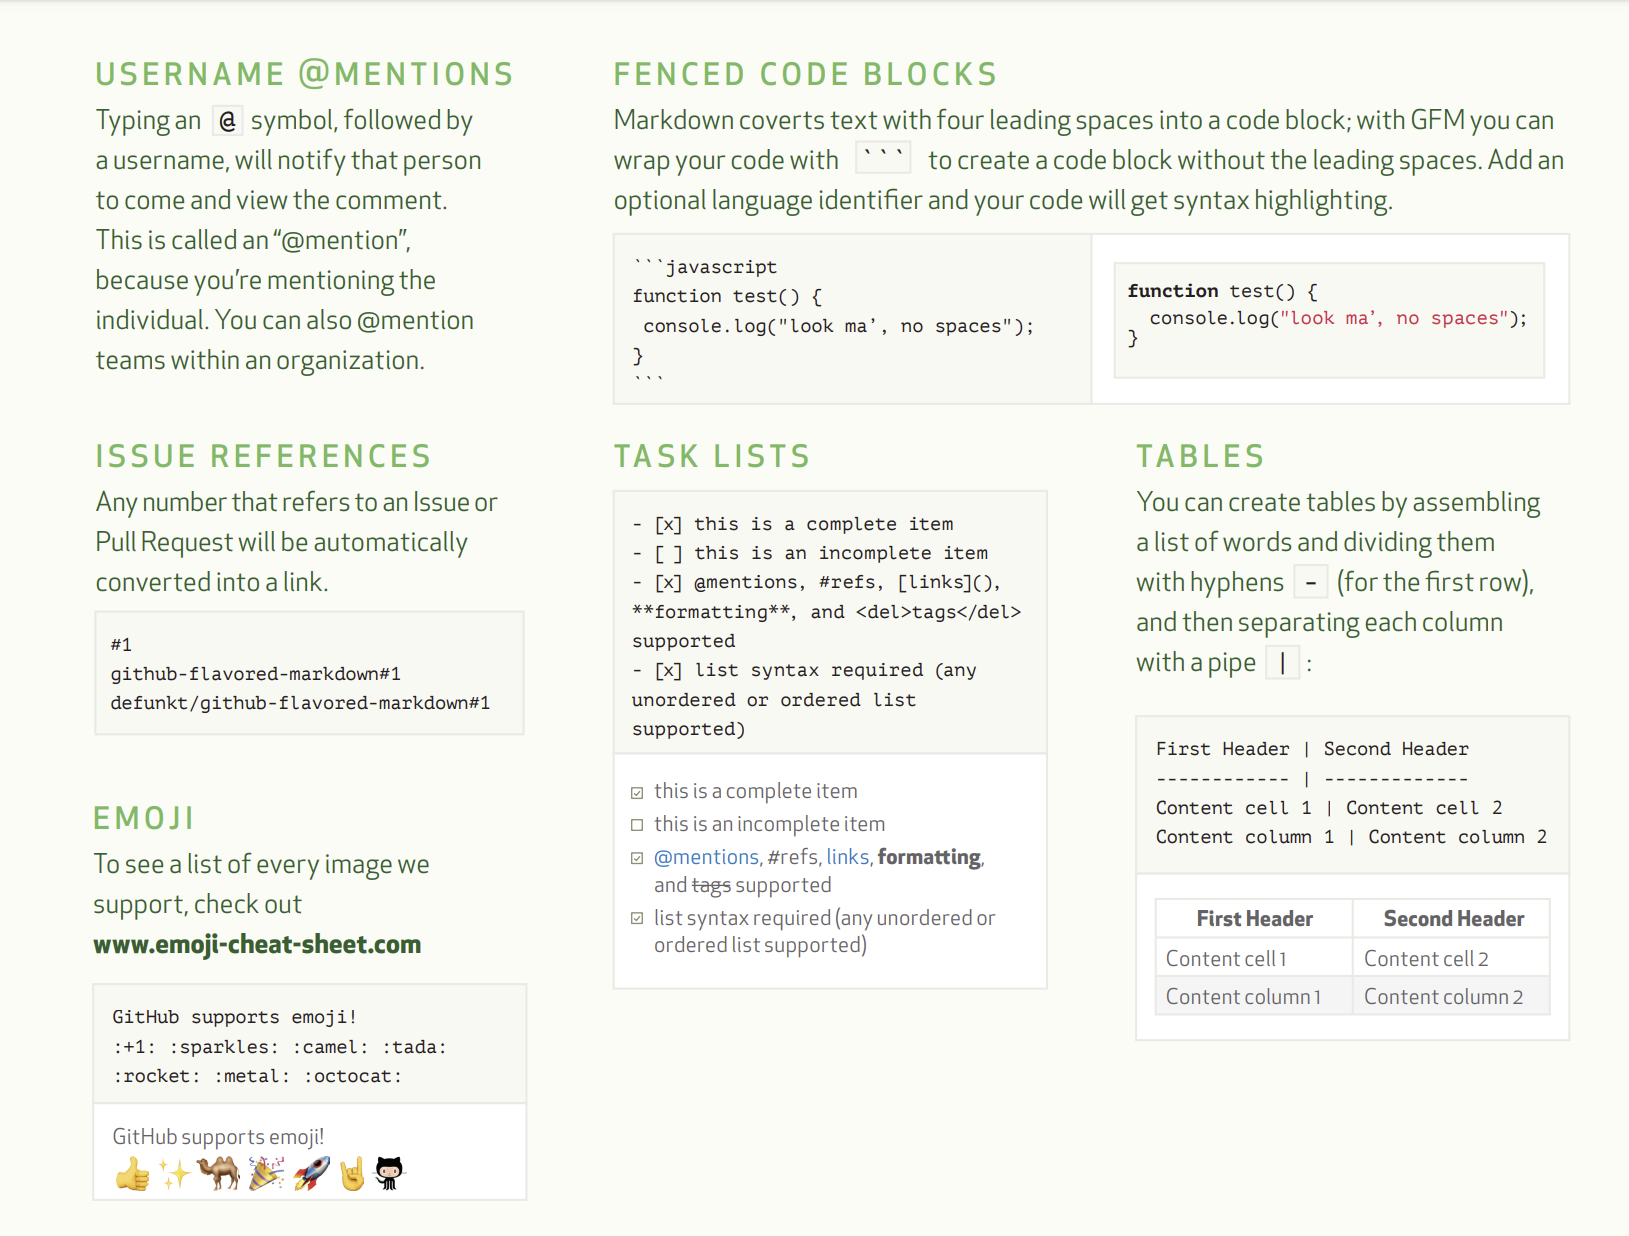 USERNAME @MENTIONS
Typing an @ symbol, followed by
a username, will notify that person
to come and view the comment.
This is called an “@mention”,
because you’re mentioning the
individual. You can also @mention
teams within an organization.
FENCED CODE BLOCKS
Markdown coverts text with four leading spaces into a code block; with GFM you can
wrap your code with ``` to create a code block without the leading spaces. Add an
optional language identifier and your code will get syntax highlighting.
```javascript
function test() {
 console.log("look ma’, no spaces");
}
```
function test() {
  console.log("look ma’, no spaces");
}
ISSUE REFERENCES
Any number that refers to an Issue or
Pull Request will be automatically
converted into a link.
#1
github-flavored-markdown#1
defunkt/github-flavored-markdown#1
EMOJI
To see a list of every image we
support, check out
www.emoji-cheat-sheet.com
GitHub supports emoji!
:+1: :sparkles: :camel: :tada:
:rocket: :metal: :octocat:
GitHub supports emoji!
TASK LISTS
- [x] this is a complete item
- [ ] this is an incomplete item
- [x] @mentions, #refs, [links](),
**formatting**, and <del>tags</del>
supported
- [x] list syntax required (any
unordered or ordered list
supported)
this is a complete item
this is an incomplete item
@mentions, #refs, links, formatting,
and tags supported
list syntax required (any unordered or
ordered list supported)
TABLES
You can create tables by assembling
a list of words and dividing them
with hyphens - (for the first row),
and then separating each column
with a pipe | :
First Header | Second Header
------------ | -------------
Content cell 1 | Content cell 2
Content column 1 | Content column 2
First Header Second Header
Content cell 1 Content cell 2
Content column 1 Content column 2